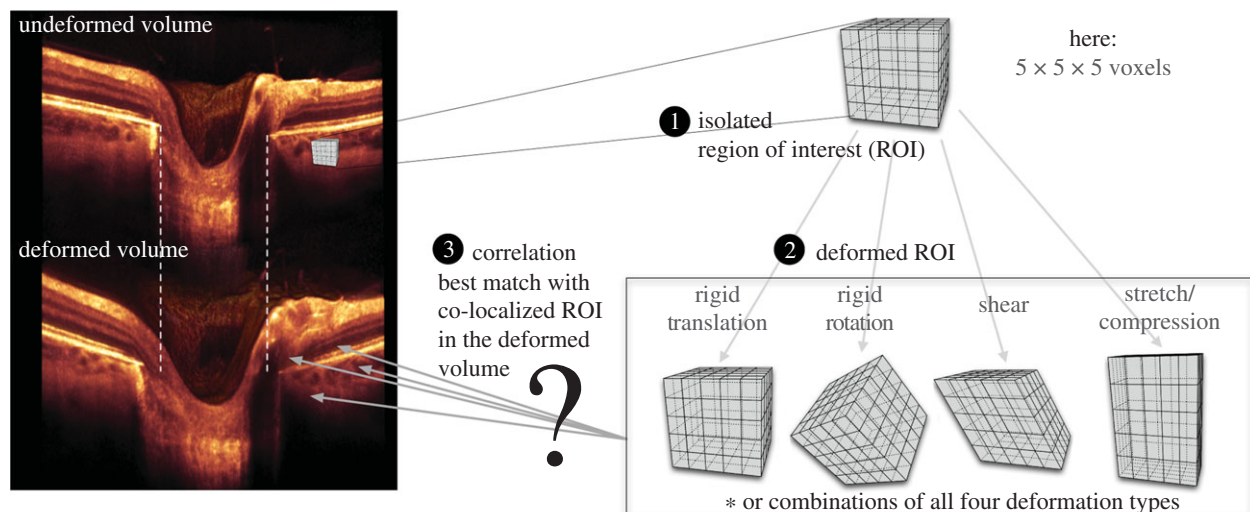 undeformed volume
deformed volume
here:
5 × 5 × 5 voxels
1 isolated
region of interest (ROI)
2 deformed ROI
3 correlation
best match with
co-localized ROI
in the deformed
volume
?
rigid
translation
rigid
rotation
shear
stretch/
compression
* or combinations of all four deformation types